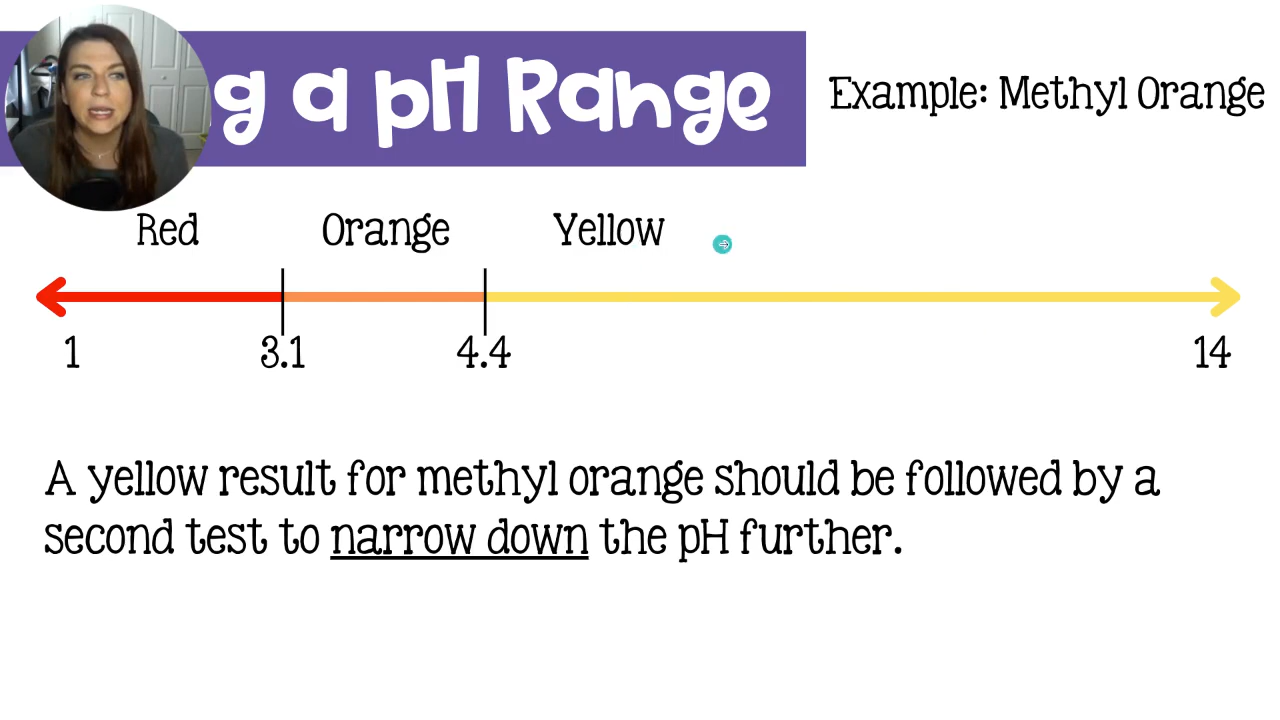 g a pH Range
Example: Methyl Orange
Red Orange Yellow
1 3.1 4.4 14
A yellow result for methyl orange should be followed by a
second test to narrow down the pH further.